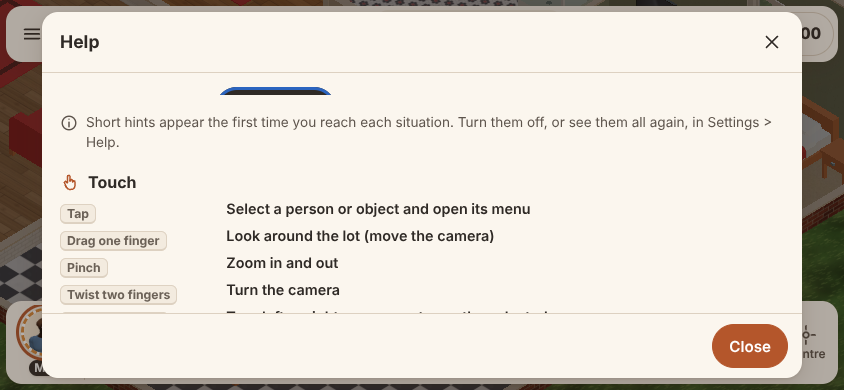 Help
00
Short hints appear the first time you reach each situation. Turn them off, or see them all again, in Settings >
Help.
Touch
Tap
Select a person or object and open its menu
Drag one finger
Look around the lot (move the camera)
Pinch
Zoom in and out
Twist two fingers
Turn the camera
Close
M
ntre